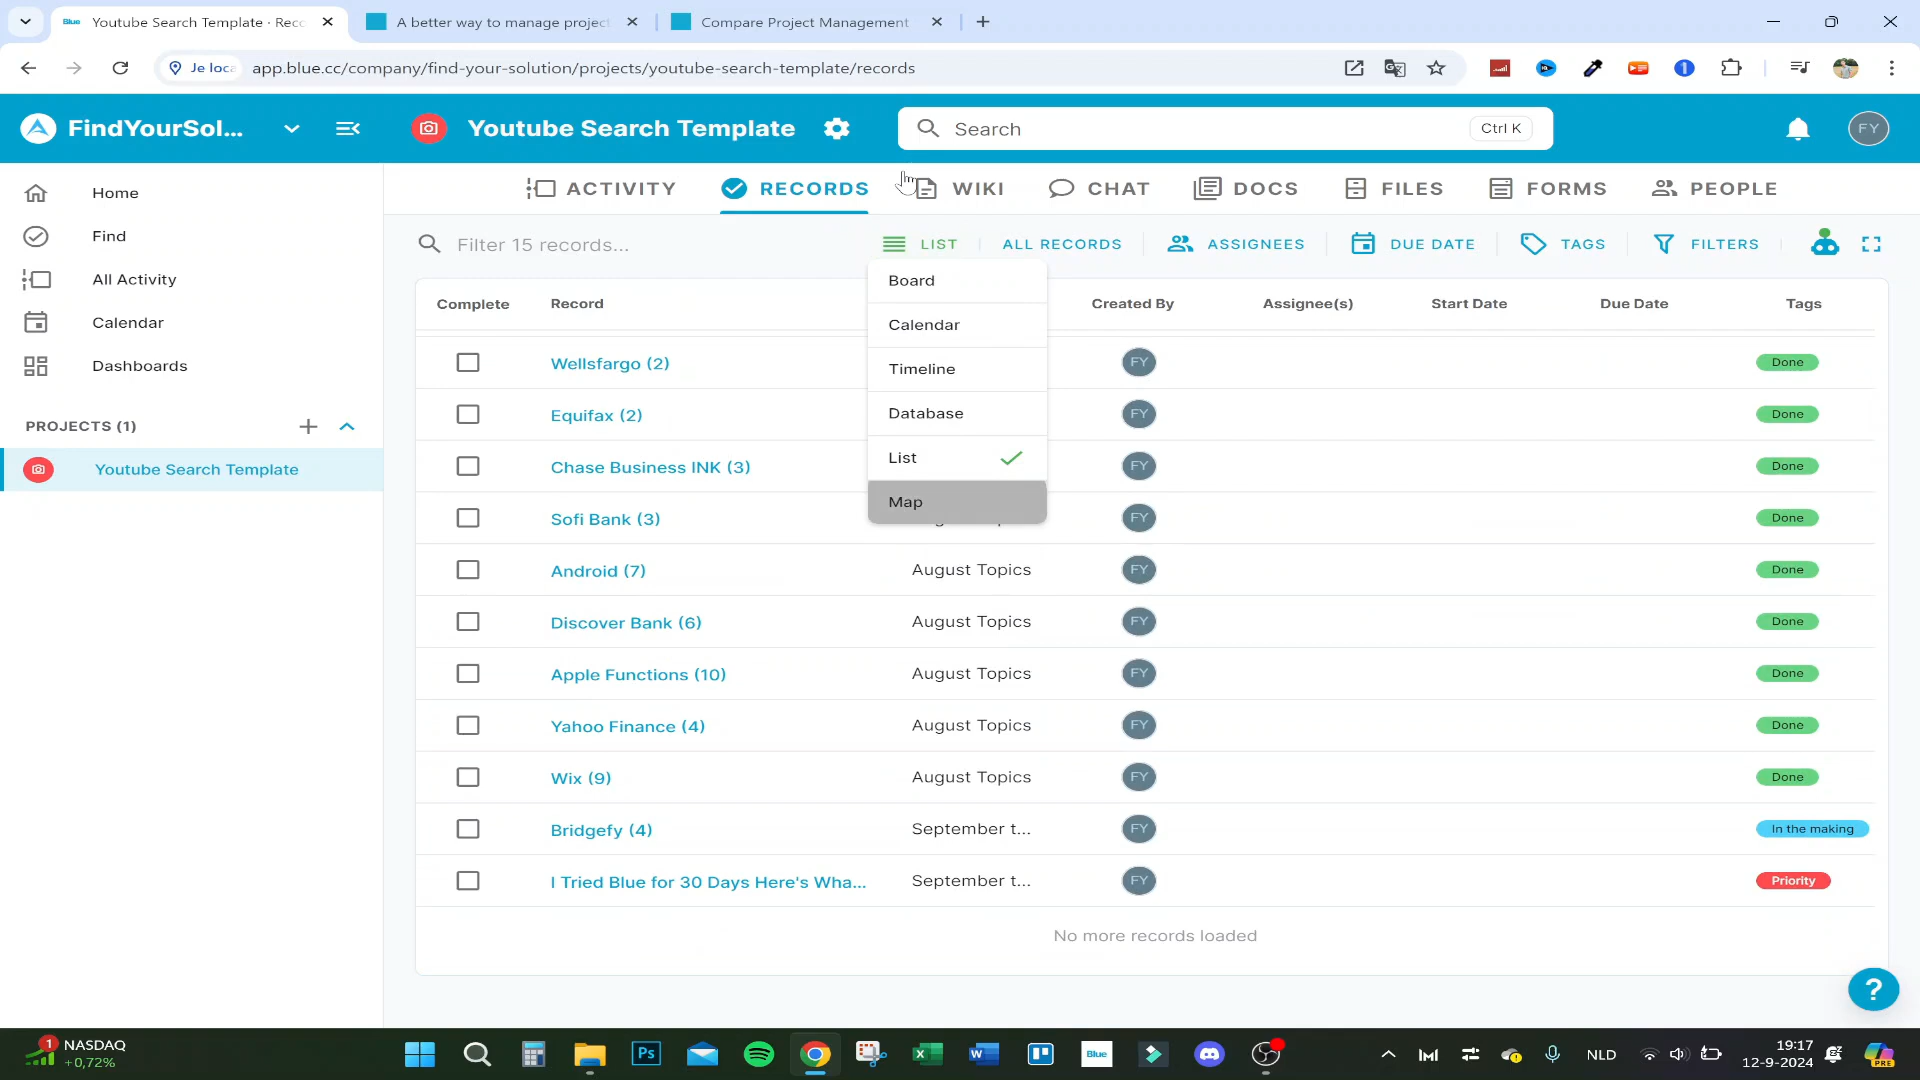 Blue
Youtube Search Template · Reco
A better way to manage project
Compare Project Management
Je loca
app.blue.cc/company/find-your-solution/projects/youtube-search-template/records
FindYourSol...
Youtube Search Template
Search
Ctrl K
FY
ACTIVITY
RECORDS
WIKI
CHAT
DOCS
FILES
FORMS
PEOPLE
Home
Find
All Activity
Calendar
Dashboards
PROJECTS (1)
Youtube Search Template
Filter 15 records...
LIST
ALL RECORDS
ASSIGNEES
DUE DATE
TAGS
FILTERS
Board
Calendar
Timeline
Database
List
Map
Complete
Record
Created By
Assignee(s)
Start Date
Due Date
Tags
Wellsfargo (2)
FY
Done
Equifax (2)
FY
Done
Chase Business INK (3)
FY
Done
Sofi Bank (3)
FY
Done
Android (7)
August Topics
FY
Done
Discover Bank (6)
August Topics
FY
Done
Apple Functions (10)
August Topics
FY
Done
Yahoo Finance (4)
August Topics
FY
Done
Wix (9)
August Topics
FY
Done
Bridgefy (4)
September t...
FY
In the making
I Tried Blue for 30 Days Here's Wha...
September t...
FY
Priority
No more records loaded
?
1
NASDAQ
+0,72%
Ps
Blue
NLD
19:17
12-9-2024
PRE